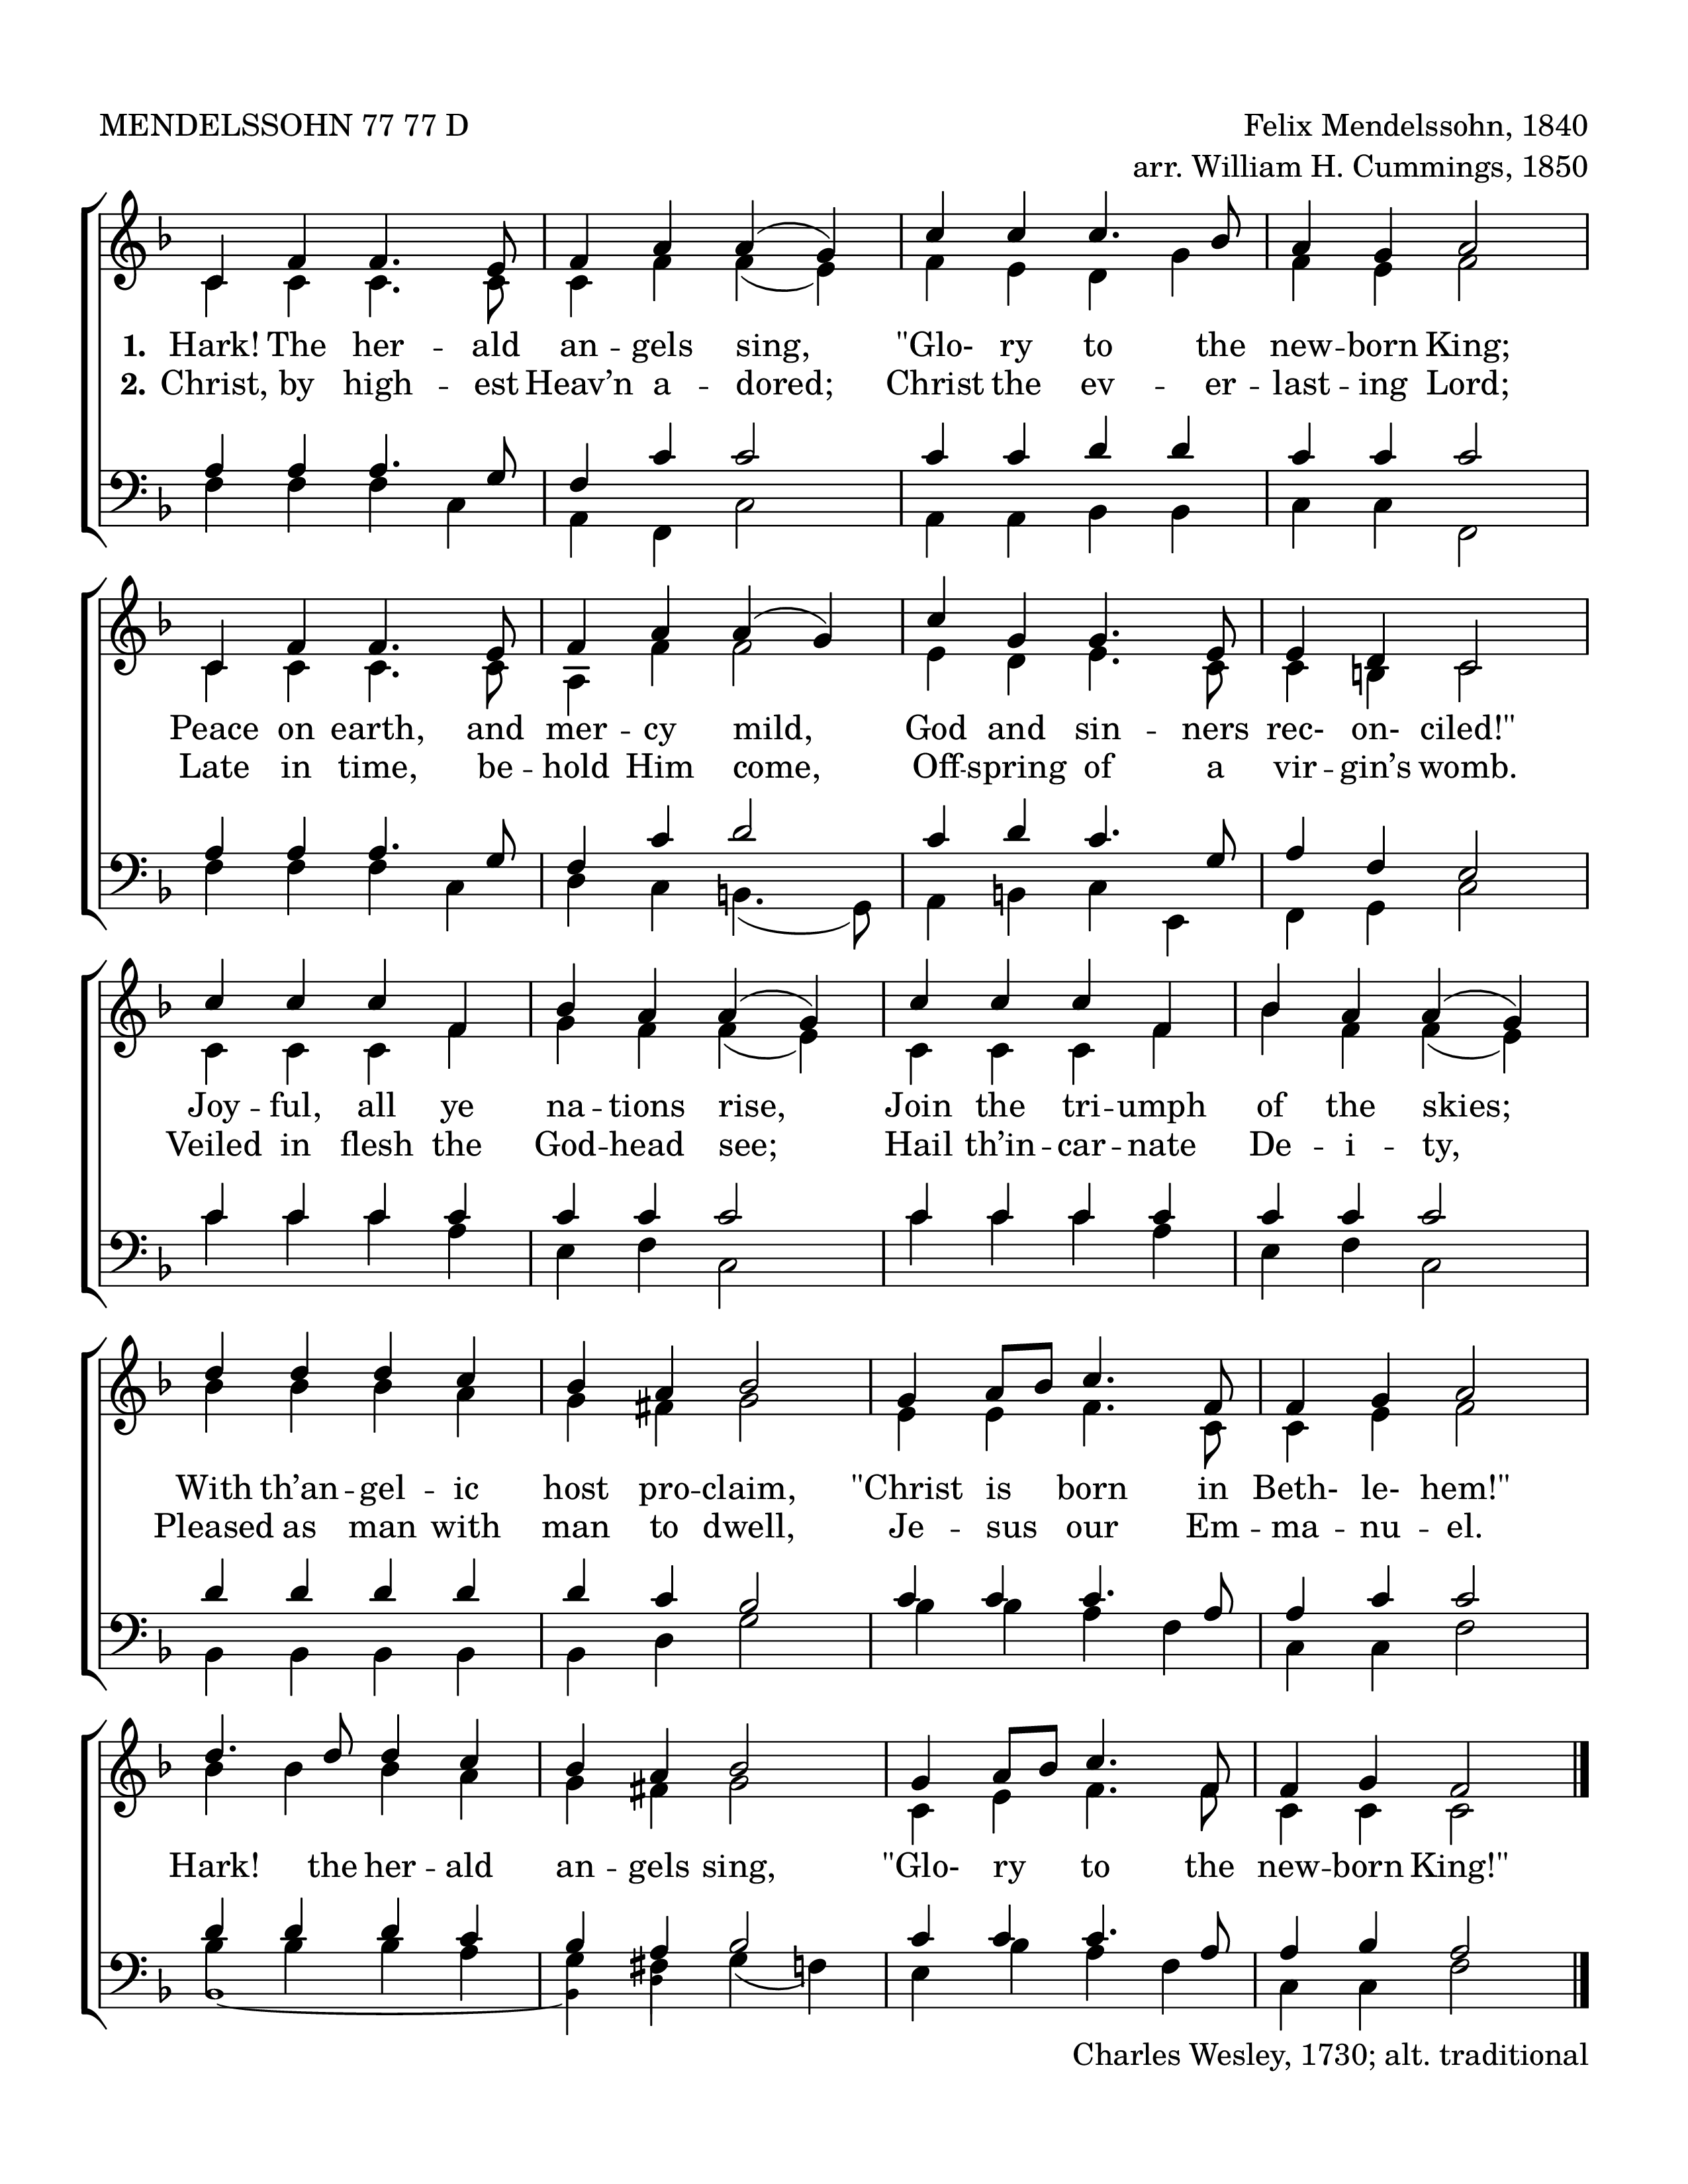 MENDELSSOHN 77 77 D
Felix Mendelssohn, 1840
arr. William H. Cummings, 1850
1. Hark! The her -- ald an -- gels sing, "Glo- ry to the new -- born King;
2. Christ, by high -- est Heav’n a -- dored; Christ the ev -- er -- last -- ing Lord;
Peace on earth, and mer -- cy mild, God and sin -- ners rec- on- ciled!"
Late in time, be -- hold Him come, Off -- spring of a vir -- gin’s womb.
Joy -- ful, all ye na -- tions rise, Join the tri -- umph of the skies;
Veiled in flesh the God -- head see; Hail th’in -- car -- nate De -- i -- ty,
With th’an -- gel -- ic host pro -- claim, "Christ is born in Beth- le- hem!"
Pleased as man with man to dwell, Je -- sus our Em -- ma -- nu -- el.
Hark! the her -- ald an -- gels sing, "Glo- ry to the new -- born King!"
Charles Wesley, 1730; alt. traditional